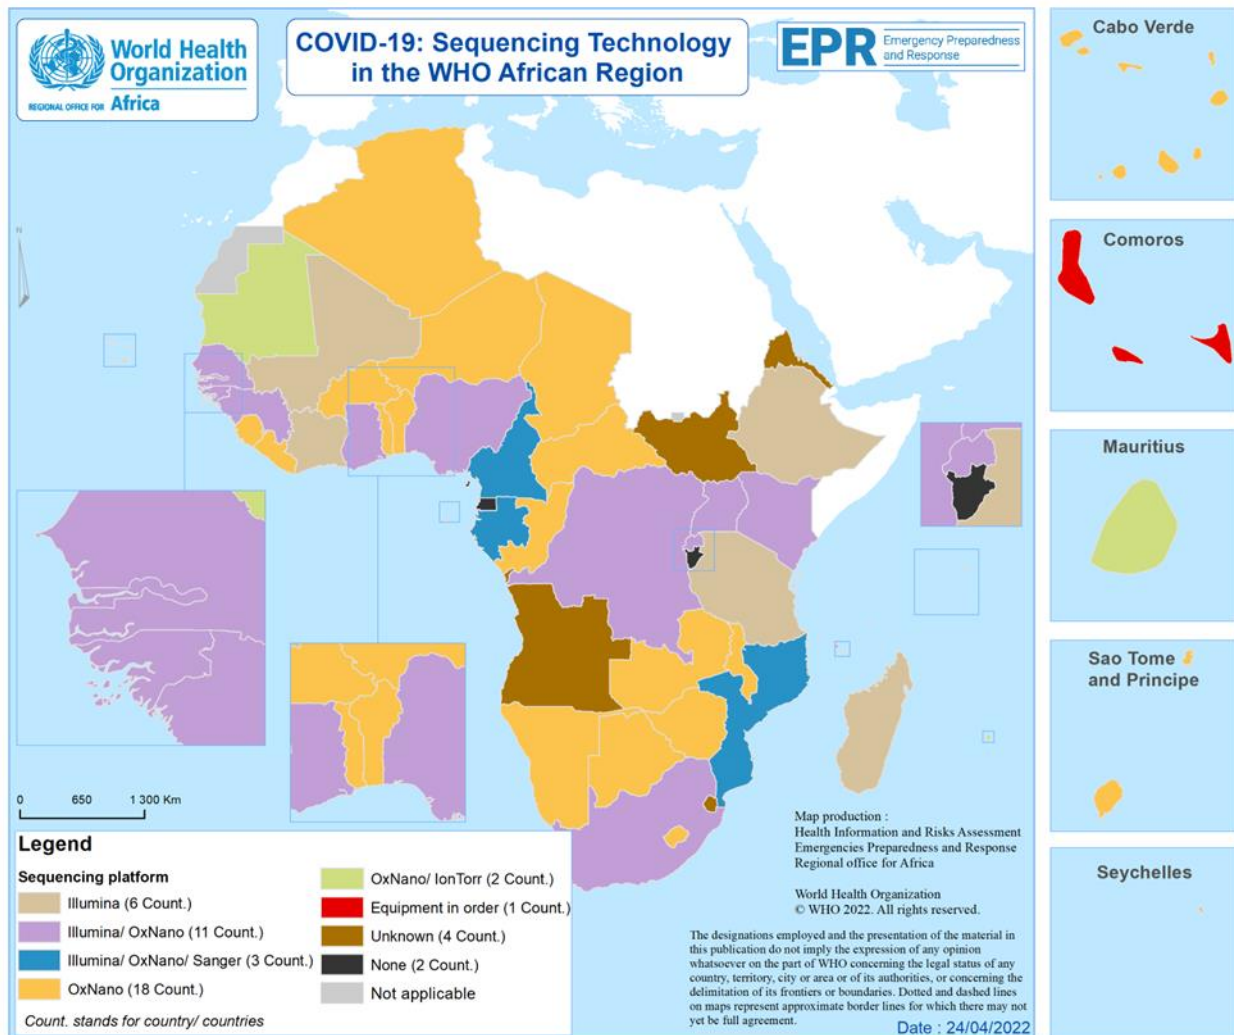 World Health
Organization
REGIONAL OFFICE FOR Africa
COVID-19: Sequencing Technology
in the WHO African Region
EPR Emergency Preparedness
and Response
N
Cabo Verde
Comoros
Mauritius
Sao Tome
and Principe
Seychelles
0 650 1 300 Km
Legend
Sequencing platform
Illumina (6 Count.)
Illumina/ OxNano (11 Count.)
Illumina/ OxNano/ Sanger (3 Count.)
OxNano (18 Count.)
OxNano/ IonTorr (2 Count.)
Equipment in order (1 Count.)
Unknown (4 Count.)
None (2 Count.)
Not applicable
Count. stands for country/ countries
Map production :
Health Information and Risks Assessment
Emergencies Preparedness and Response
Regional office for Africa
World Health Organization
© WHO 2022. All rights reserved.
The designations employed and the presentation of the material in
this publication do not imply the expression of any opinion
whatsoever on the part of WHO concerning the legal status of any
country, territory, city or area or of its authorities, or concerning the
delimitation of its frontiers or boundaries. Dotted and dashed lines
on maps represent approximate border lines for which there may not
yet be full agreement.
Date : 24/04/2022